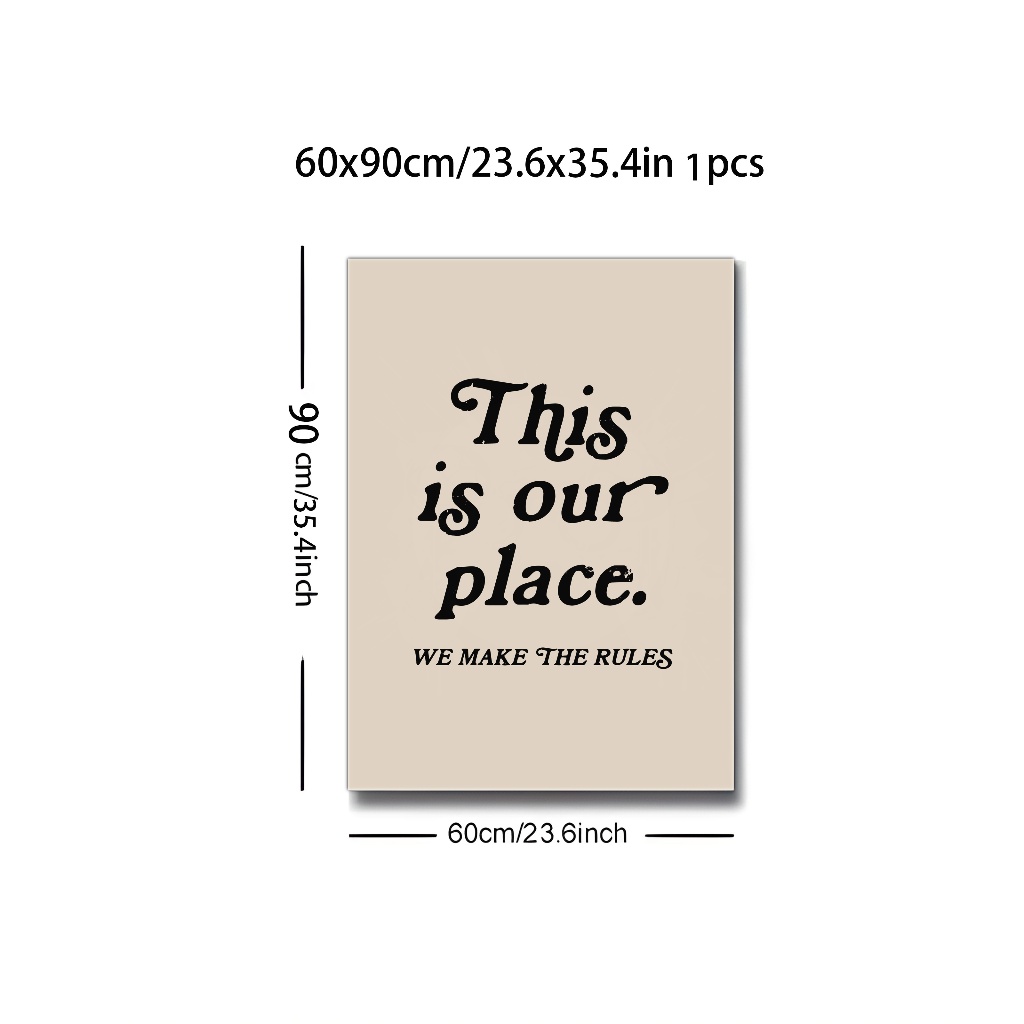 60x90cm/23.6x35.4in 1pcs
90 cm/35.4inch
This
is our
place.
WE MAKE THE RULES
60cm/23.6inch